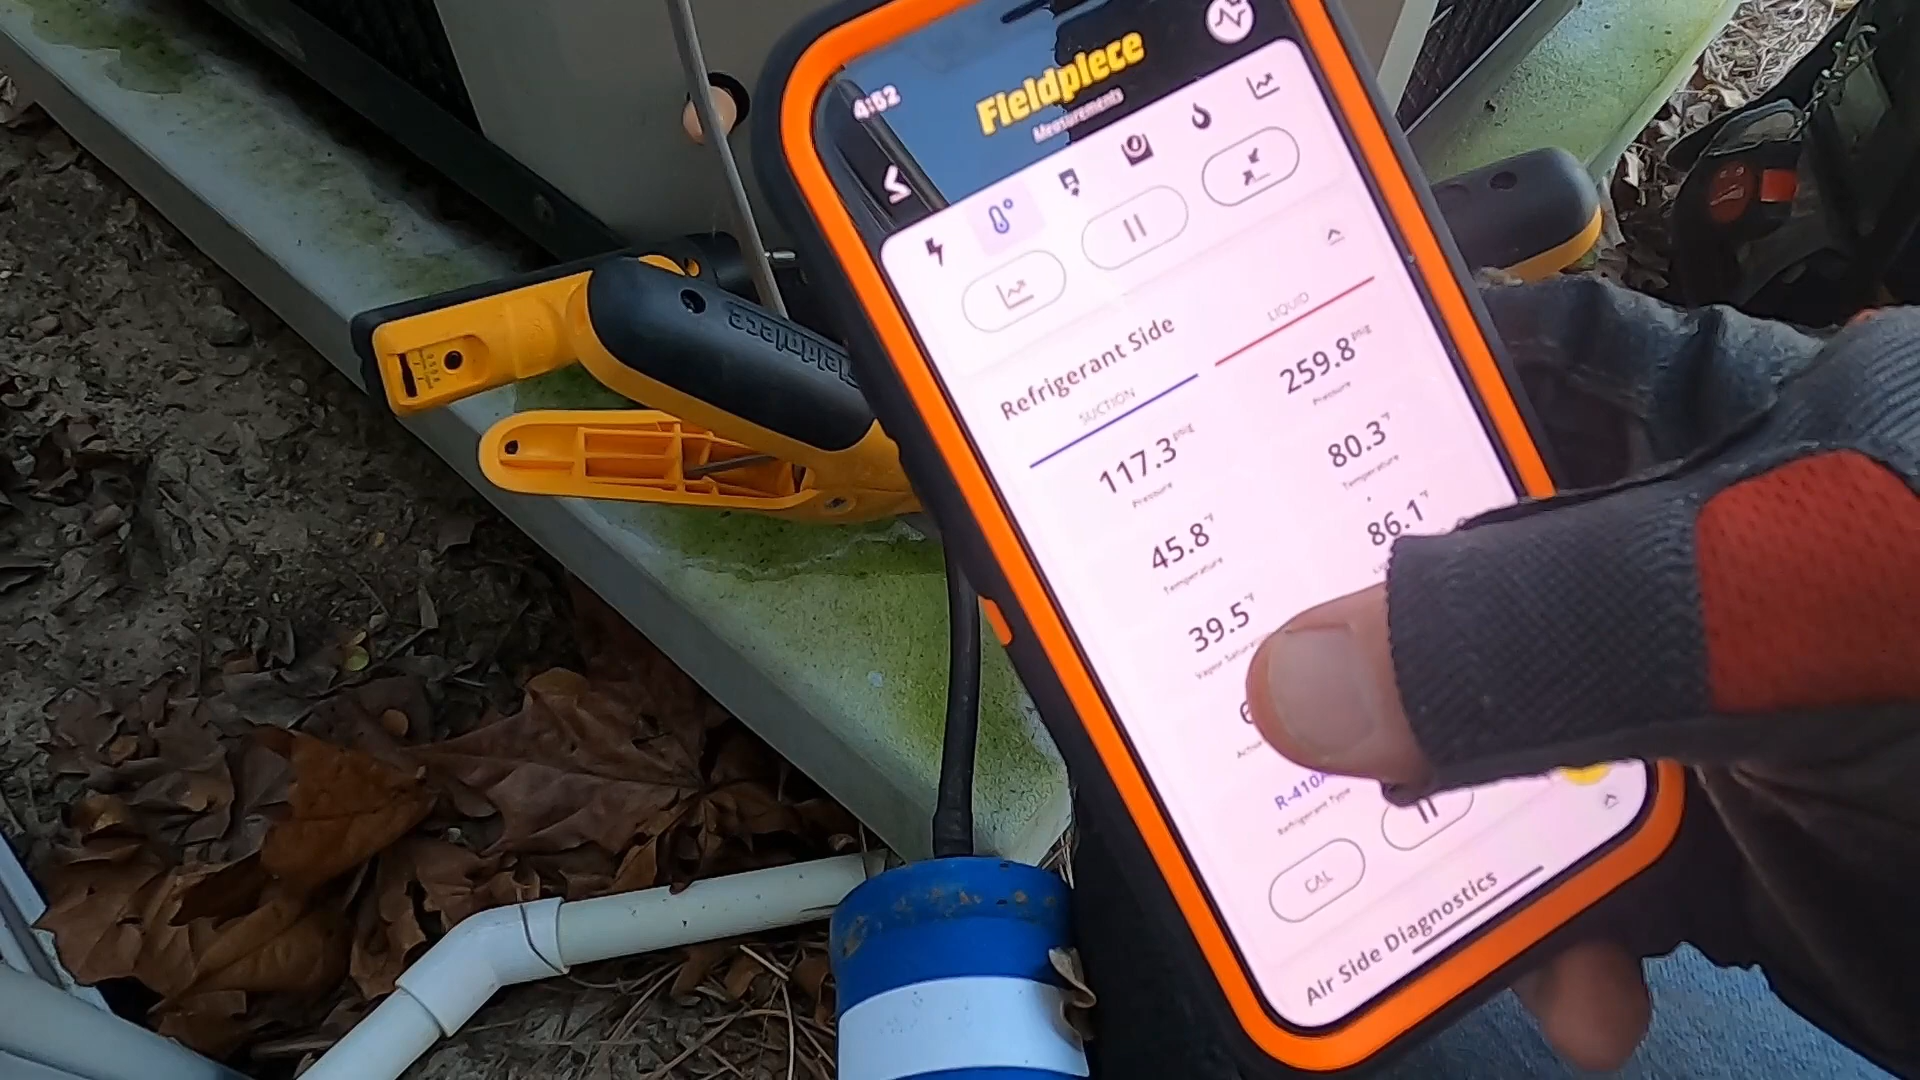 4:52
Fieldpiece
Measurements
Refrigerant Side
SUCTION
LIQUID
117.3 psig
Pressure
259.8 psig
Pressure
45.8 °F
Temperature
80.3 °F
Temperature
39.5 °F
Vapor
86.1 °F
R-410A
Refrigerant Type
CAL
Air Side Diagnostics
Fieldpiece